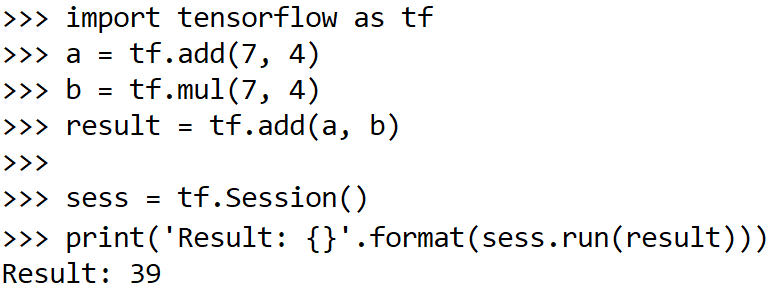 >>> import tensorflow as tf
>>> a = tf.add(7, 4)
>>> b = tf.mul(7, 4)
>>> result = tf.add(a, b)
>>>
>>> sess = tf.Session()
>>> print('Result: {}'.format(sess.run(result)))
Result: 39